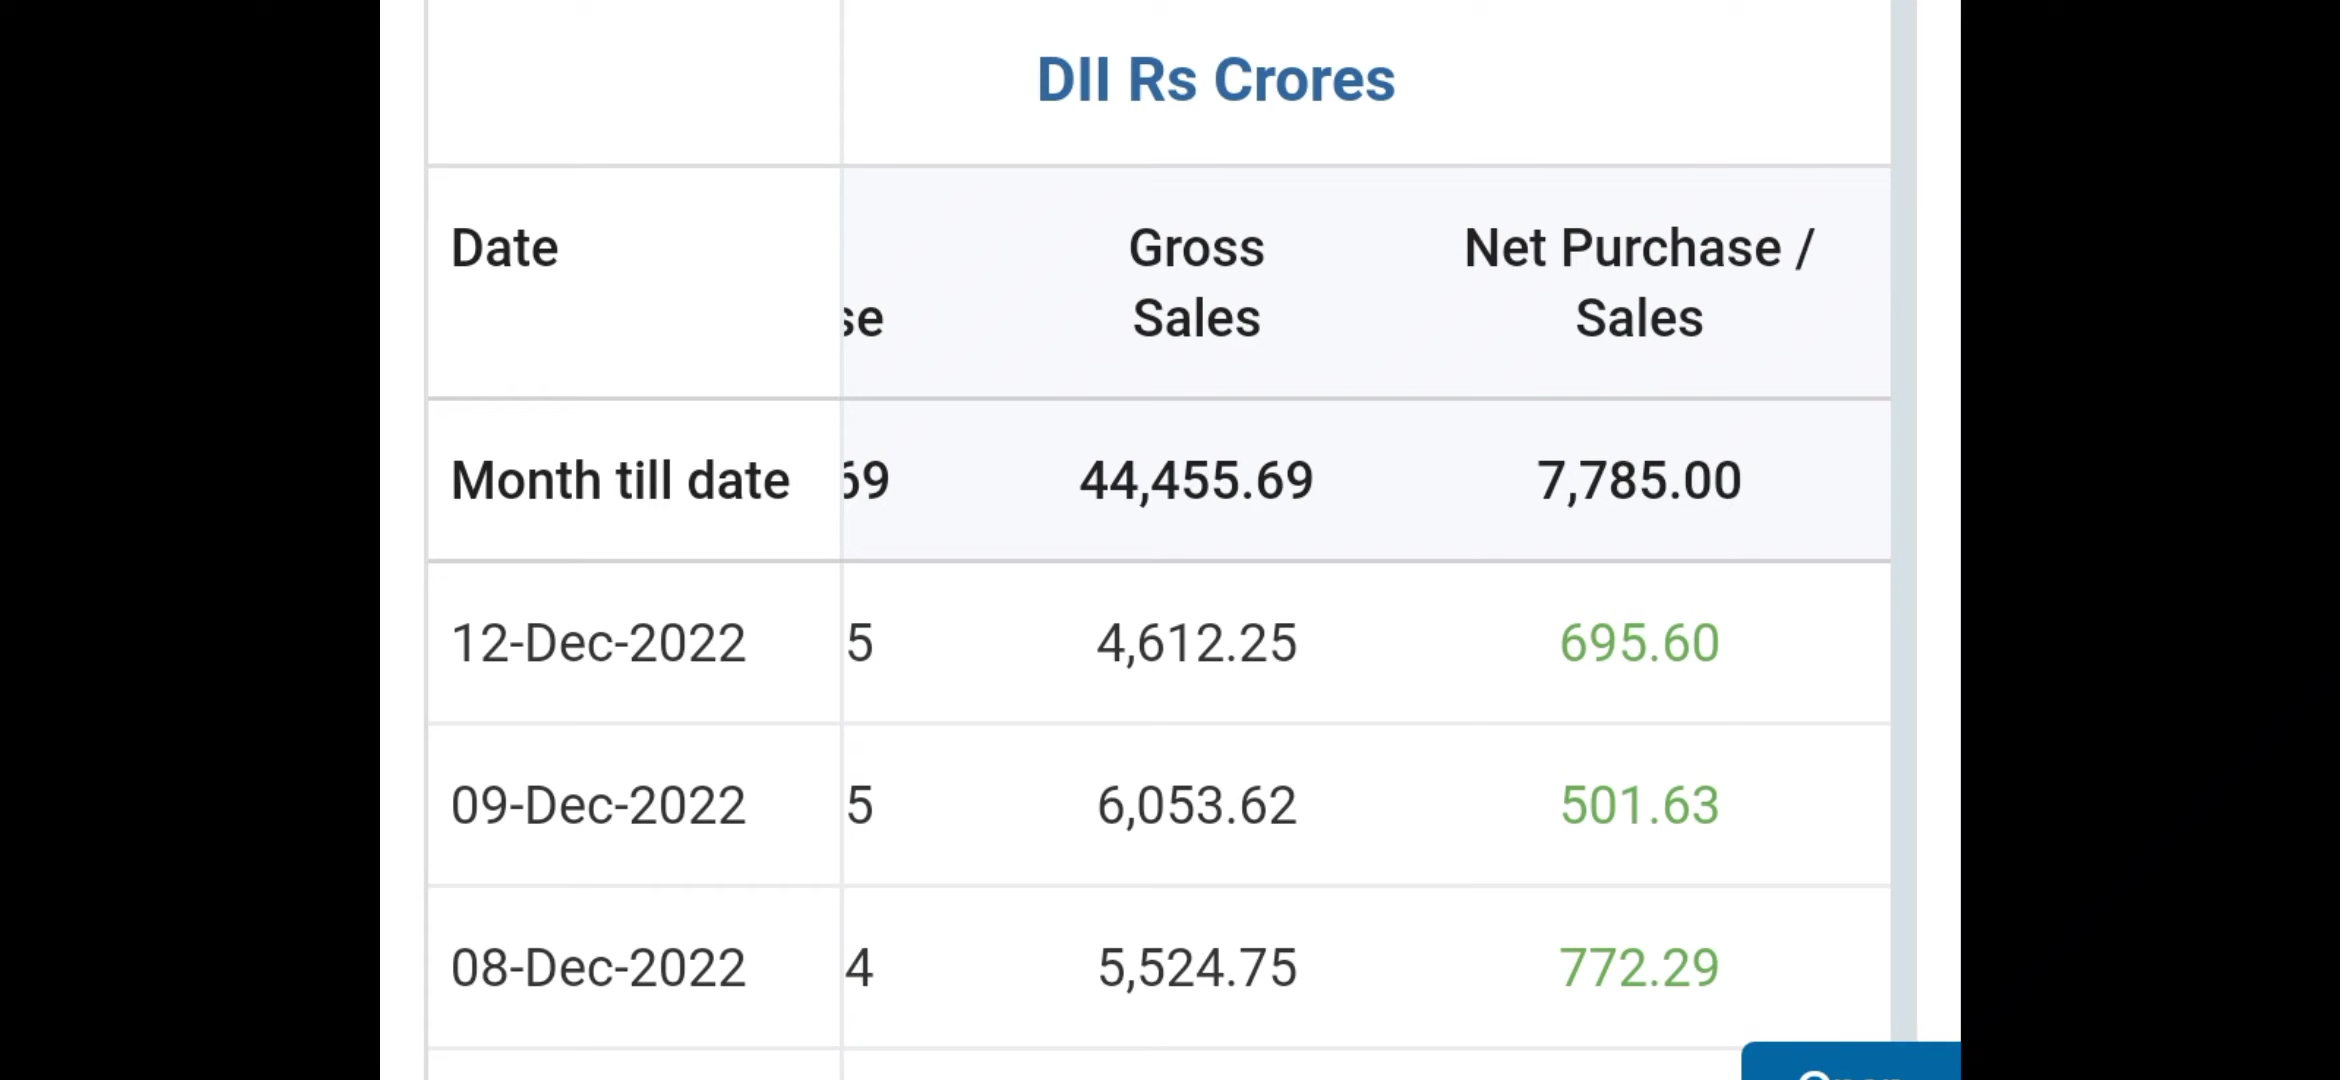 DII Rs Crores
Date
se
Gross
Sales
Net Purchase /
Sales
Month till date 69 44,455.69 7,785.00
12-Dec-2022 5 4,612.25 695.60
09-Dec-2022 5 6,053.62 501.63
08-Dec-2022 4 5,524.75 772.29